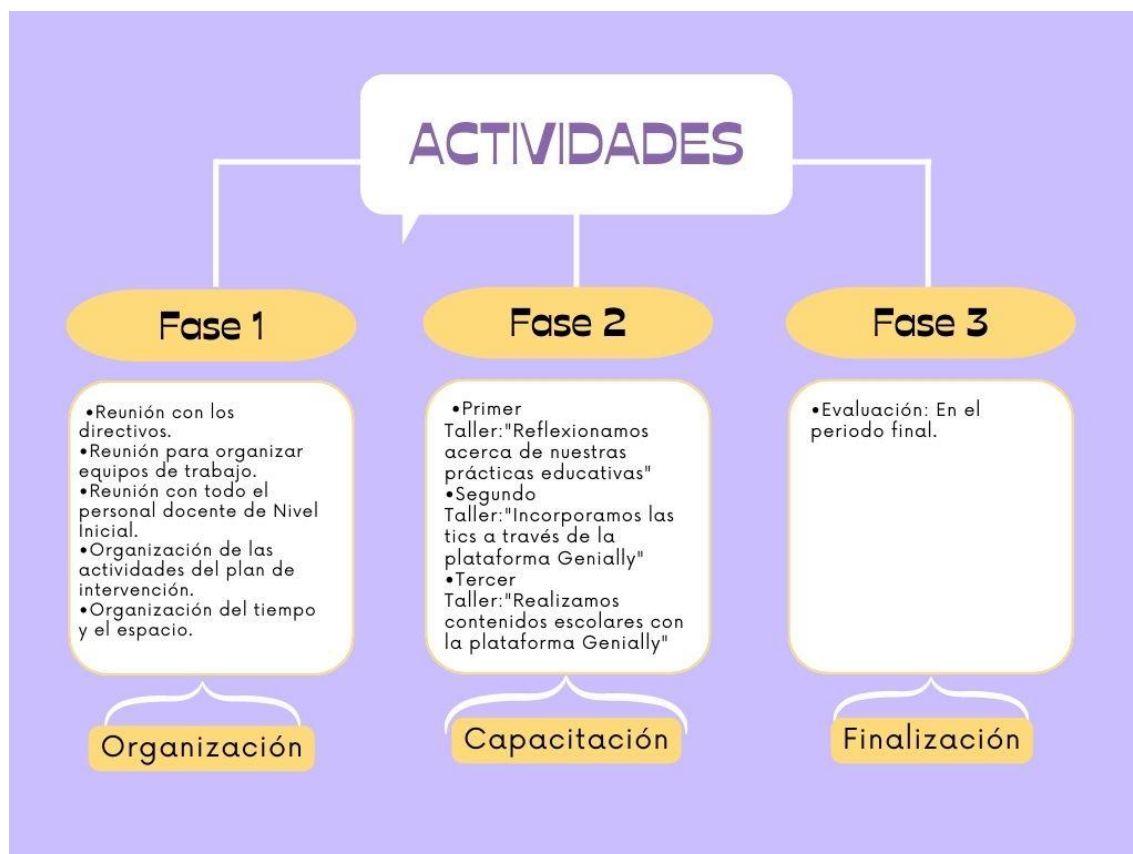 ACTIVIDADES
Fase 1
•Reunión con los
directivos.
•Reunión para organizar
equipos de trabajo.
•Reunión con todo el
personal docente de Nivel
Inicial.
•Organización de las
actividades del plan de
intervención.
•Organización del tiempo
y el espacio.
Organización
Fase 2
•Primer
Taller:"Reflexionamos
acerca de nuestras
prácticas educativas"
•Segundo
Taller:"Incorporamos las
tics a través de la
plataforma Genially"
•Tercer
Taller:"Realizamos
contenidos escolares con
la plataforma Genially"
Capacitación
Fase 3
•Evaluación: En el
periodo final.
Finalización